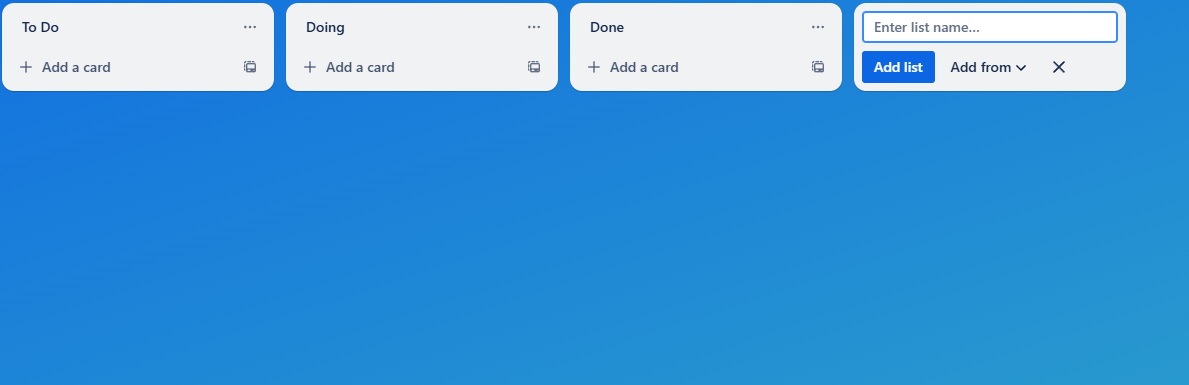 To Do
Add a card
Doing
Add a card
Done
Add a card
Enter list name...
Add list
Add from